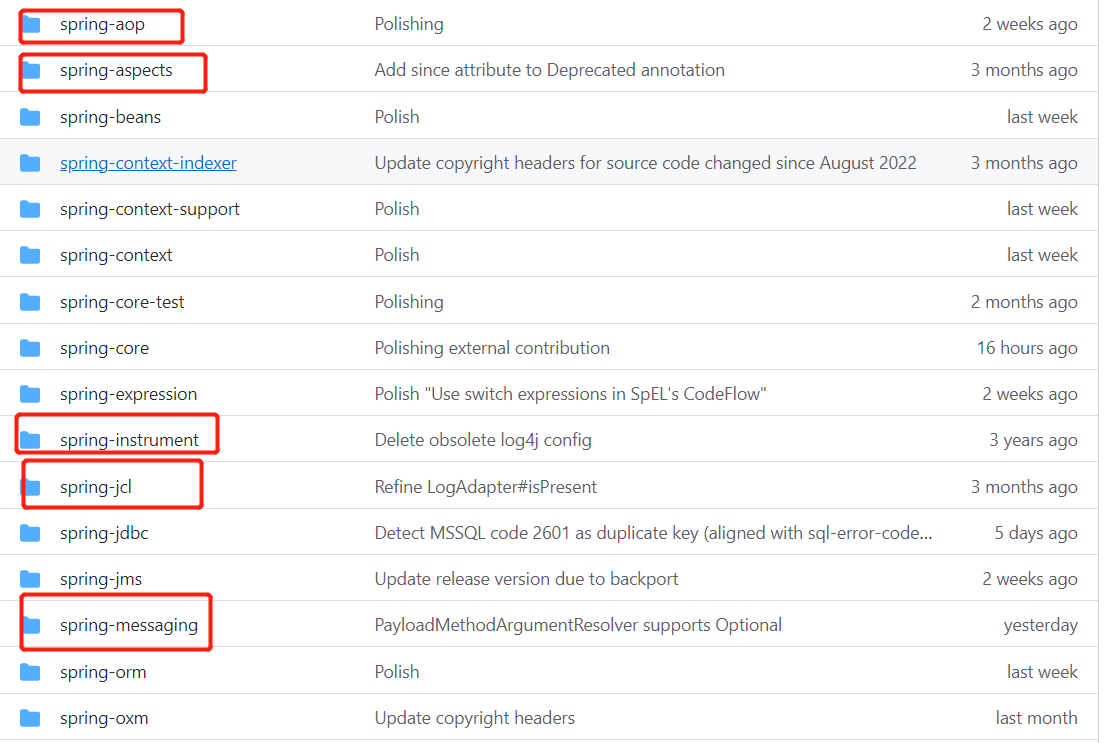 spring-aop Polishing 2 weeks ago
spring-aspects Add since attribute to Deprecated annotation 3 months ago
spring-beans Polish last week
spring-context-indexer Update copyright headers for source code changed since August 2022 3 months ago
spring-context-support Polish last week
spring-context Polish last week
spring-core-test Polishing 2 months ago
spring-core Polishing external contribution 16 hours ago
spring-expression Polish "Use switch expressions in SpEL's CodeFlow" 2 weeks ago
spring-instrument Delete obsolete log4j config 3 years ago
spring-jcl Refine LogAdapter#isPresent 3 months ago
spring-jdbc Detect MSSQL code 2601 as duplicate key (aligned with sql-error-code... 5 days ago
spring-jms Update release version due to backport 2 weeks ago
spring-messaging PayloadMethodArgumentResolver supports Optional yesterday
spring-orm Polish last week
spring-oxm Update copyright headers last month